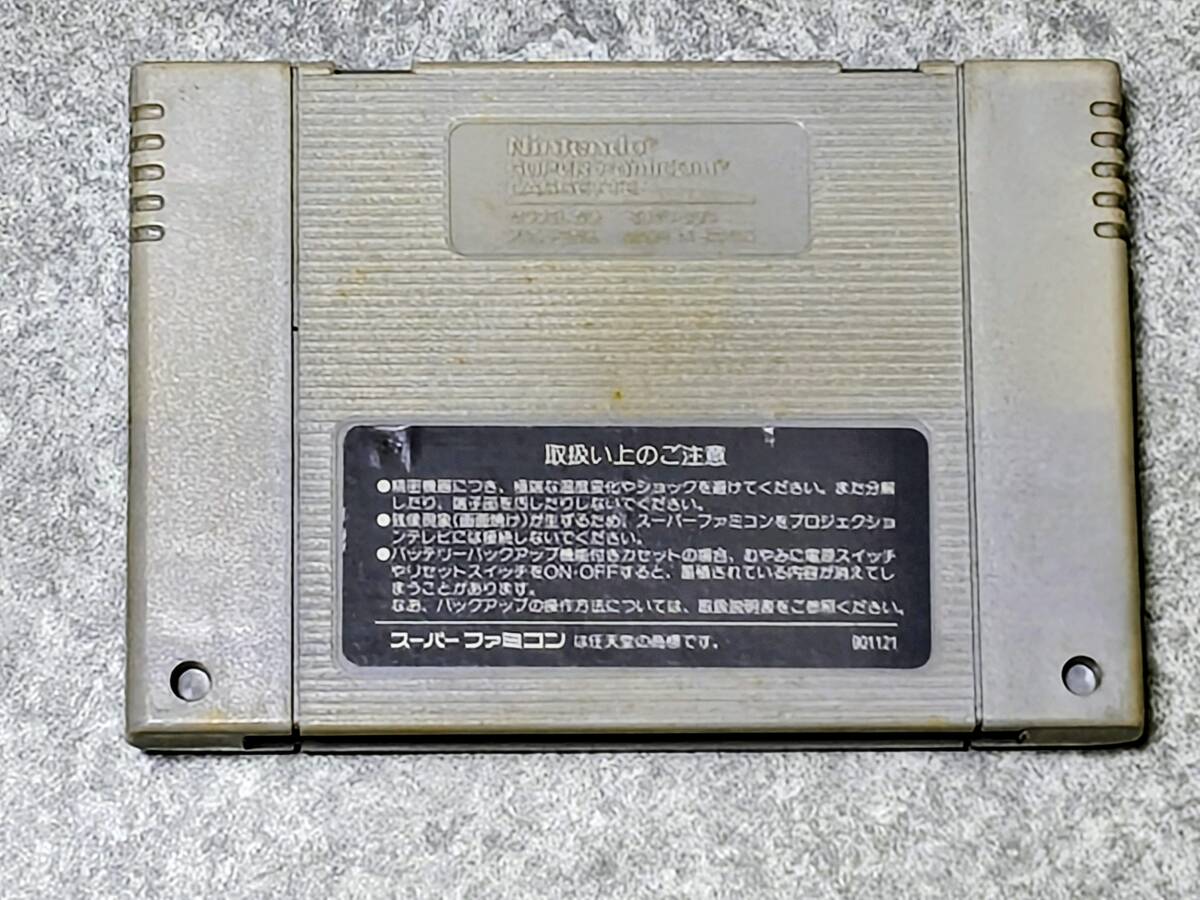 Nintendo®
SUPER FAMICOM™
CASSETTE
取扱い上のご注意
●精密機器につき、極端な温度変化やショックを避けてください。また分解
したり、端子部を汚したりしないでください。
●残像現象(画面焼け)が生ずるため、スーパーファミコンをプロジェクショ
ンテレビには接続しないでください。
●バッテリーバックアップ機能付きカセットの場合、むやみに電源スイッチ
やリセットスイッチをON・OFFすると、蓄積されている内容が消えてし
まうことがあります。
なお、バックアップの操作方法については、取扱説明書をご参照ください。
スーパーファミコン は任天堂の商標です。 001121